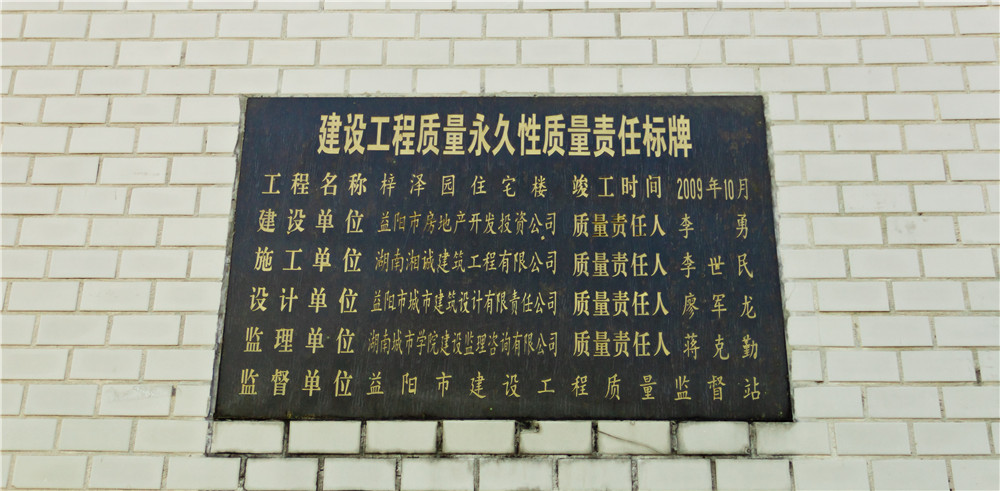 建设工程质量永久性质量责任标牌
工程名称 梓泽园住宅楼 竣工时间 2009年10月
建设单位 益阳市房地产开发投资公司 质量责任人 李勇
施工单位 湖南湘诚建筑工程有限公司 质量责任人 李世民
设计单位 益阳市城市建筑设计有限责任公司 质量责任人 廖军龙
监理单位 湖南城市学院建设监理咨询有限公司 质量责任人 蒋克勤
监督单位 益阳市建设工程质量监督站